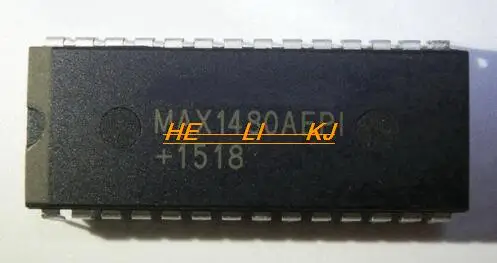 MAX1480AEPI
HE LI KJ
+1518